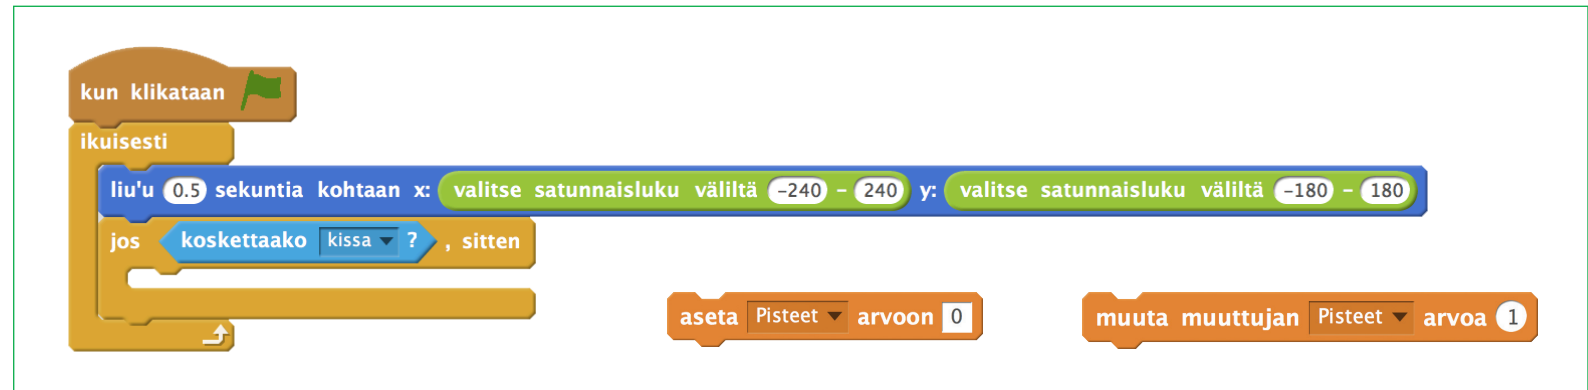 kun klikataan
ikuisesti
liu'u 0.5 sekuntia kohtaan x: valitse satunnaisluku väliltä -240 - 240 y: valitse satunnaisluku väliltä -180 - 180
jos koskettaako kissa ? , sitten
aseta Pisteet arvoon 0
muuta muuttujan Pisteet arvoa 1